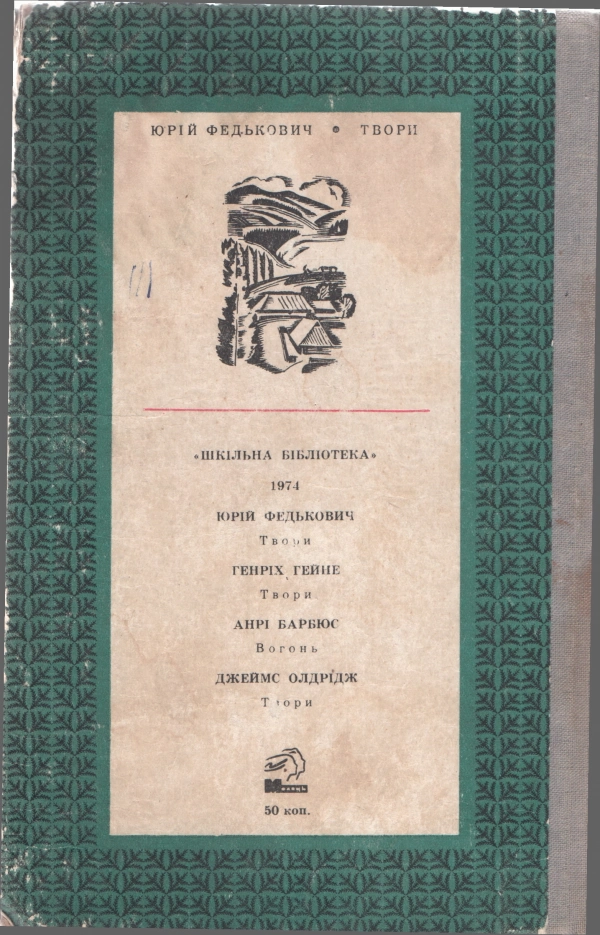 ЮРІЙ ФЕДЬКОВИЧ • ТВОРИ
«ШКІЛЬНА БІБЛІОТЕКА»
1974
ЮРІЙ ФЕДЬКОВИЧ
Твори
ГЕНРІХ ГЕЙНЕ
Твори
АНРІ БАРБЮС
Вогонь
ДЖЕЙМС ОЛДРІДЖ
Твори
Молодь
50 коп.